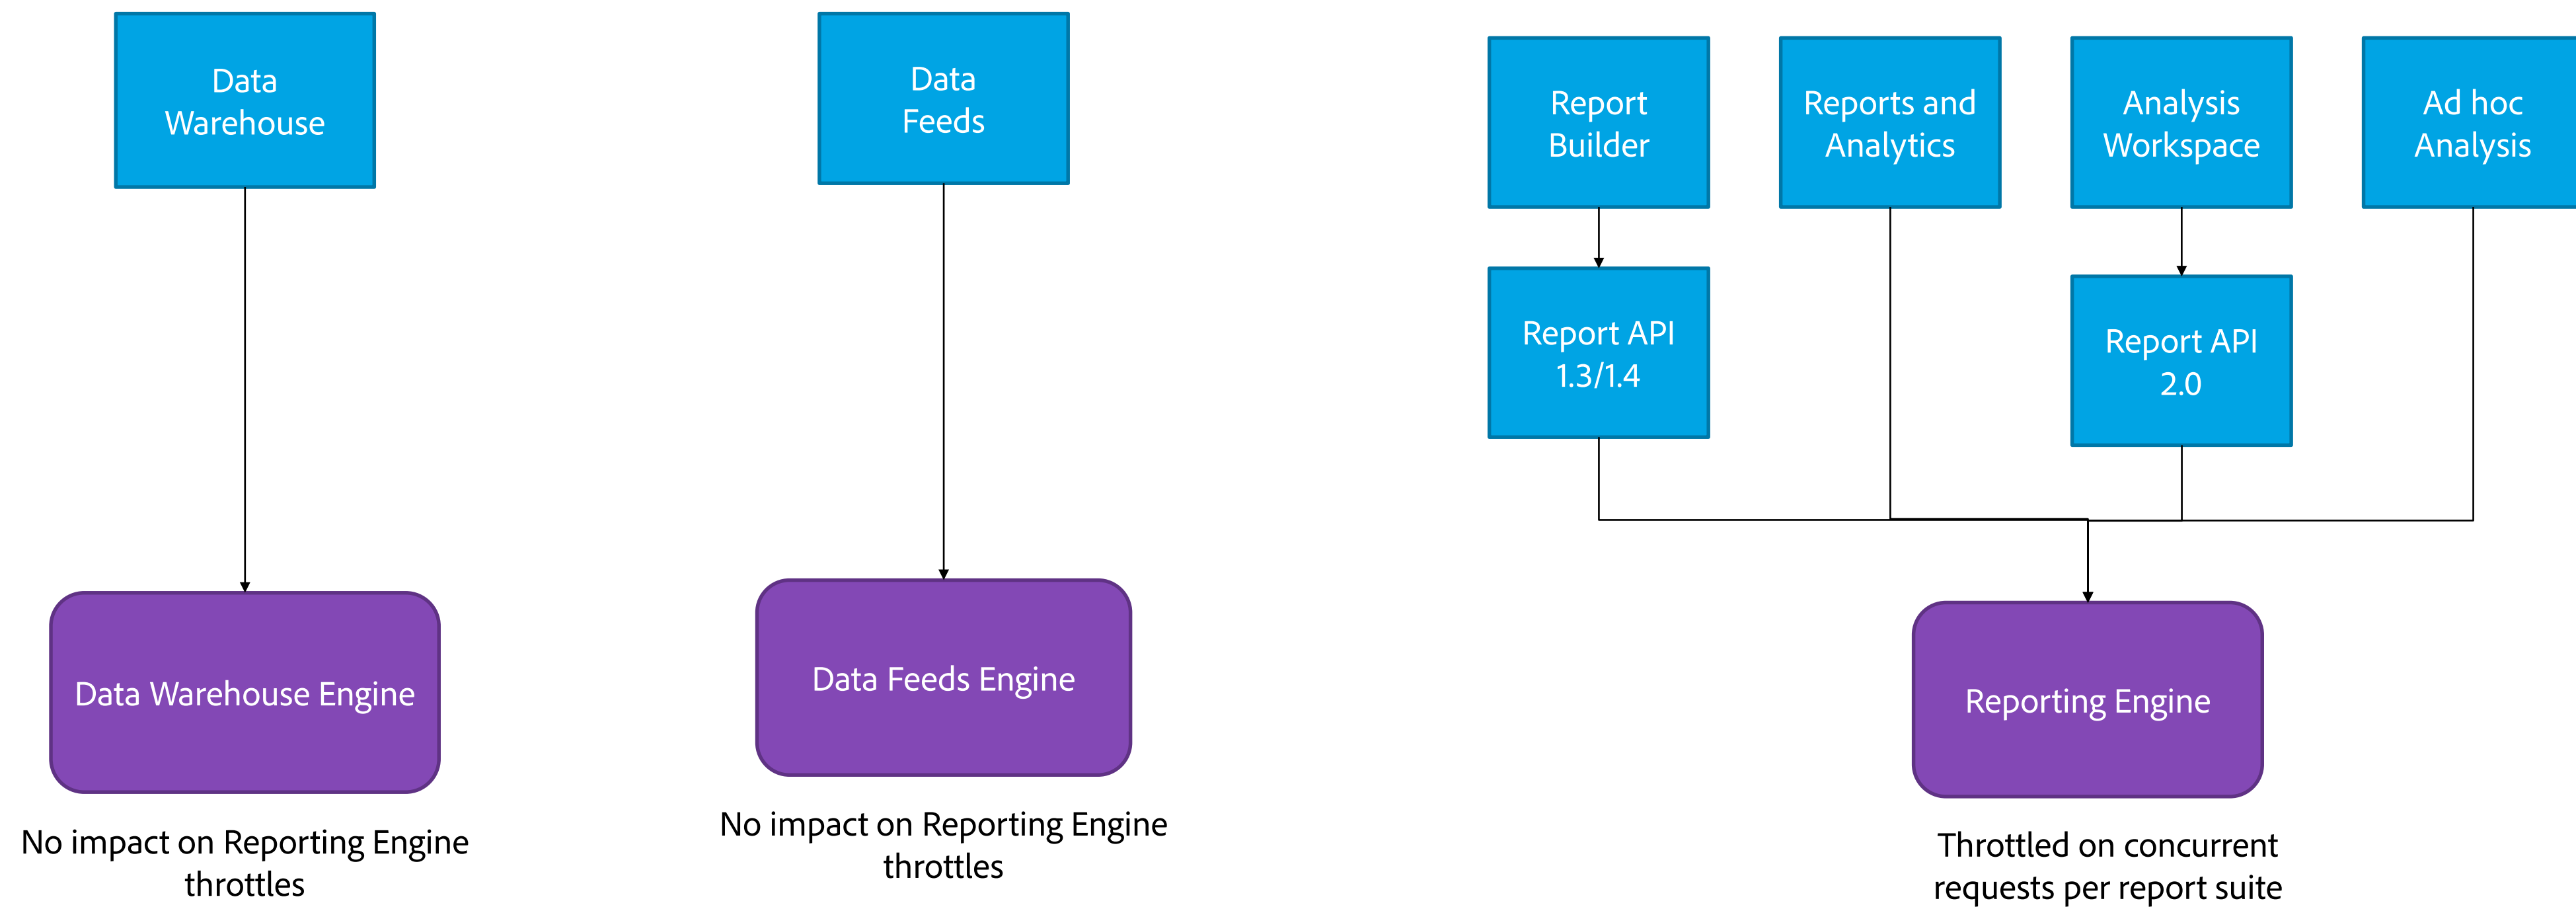 Data
Warehouse
Data
Feeds
Report
Builder
Reports and
Analytics
Analysis
Workspace
Ad hoc
Analysis
Report API
1.3/1.4
Report API
2.0
Data Warehouse Engine
Data Feeds Engine
Reporting Engine
No impact on Reporting Engine
throttles
No impact on Reporting Engine
throttles
Throttled on concurrent
requests per report suite